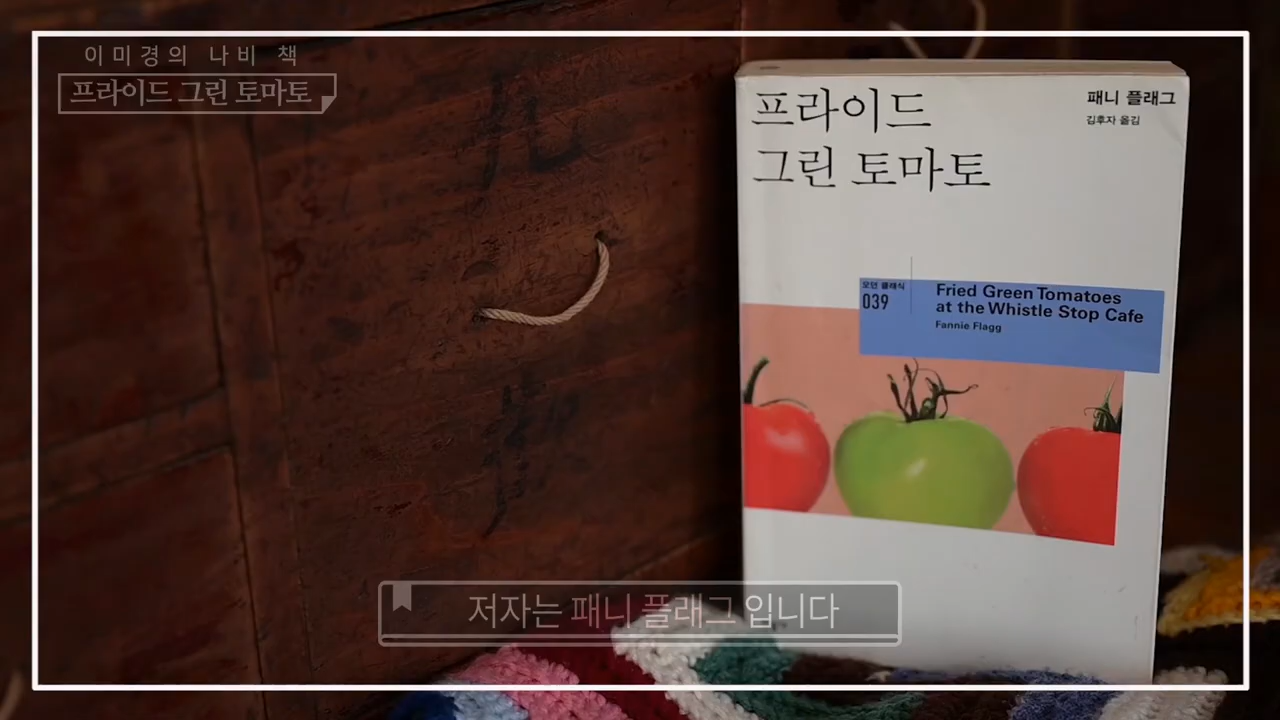 이미경의 나비 책
프라이드 그린 토마토
프라이드
그린 토마토
패니 플래그
김후자 옮김
모던 클래식
039
Fried Green Tomatoes
at the Whistle Stop Cafe
Fannie Flagg
저자는 패니 플래그 입니다